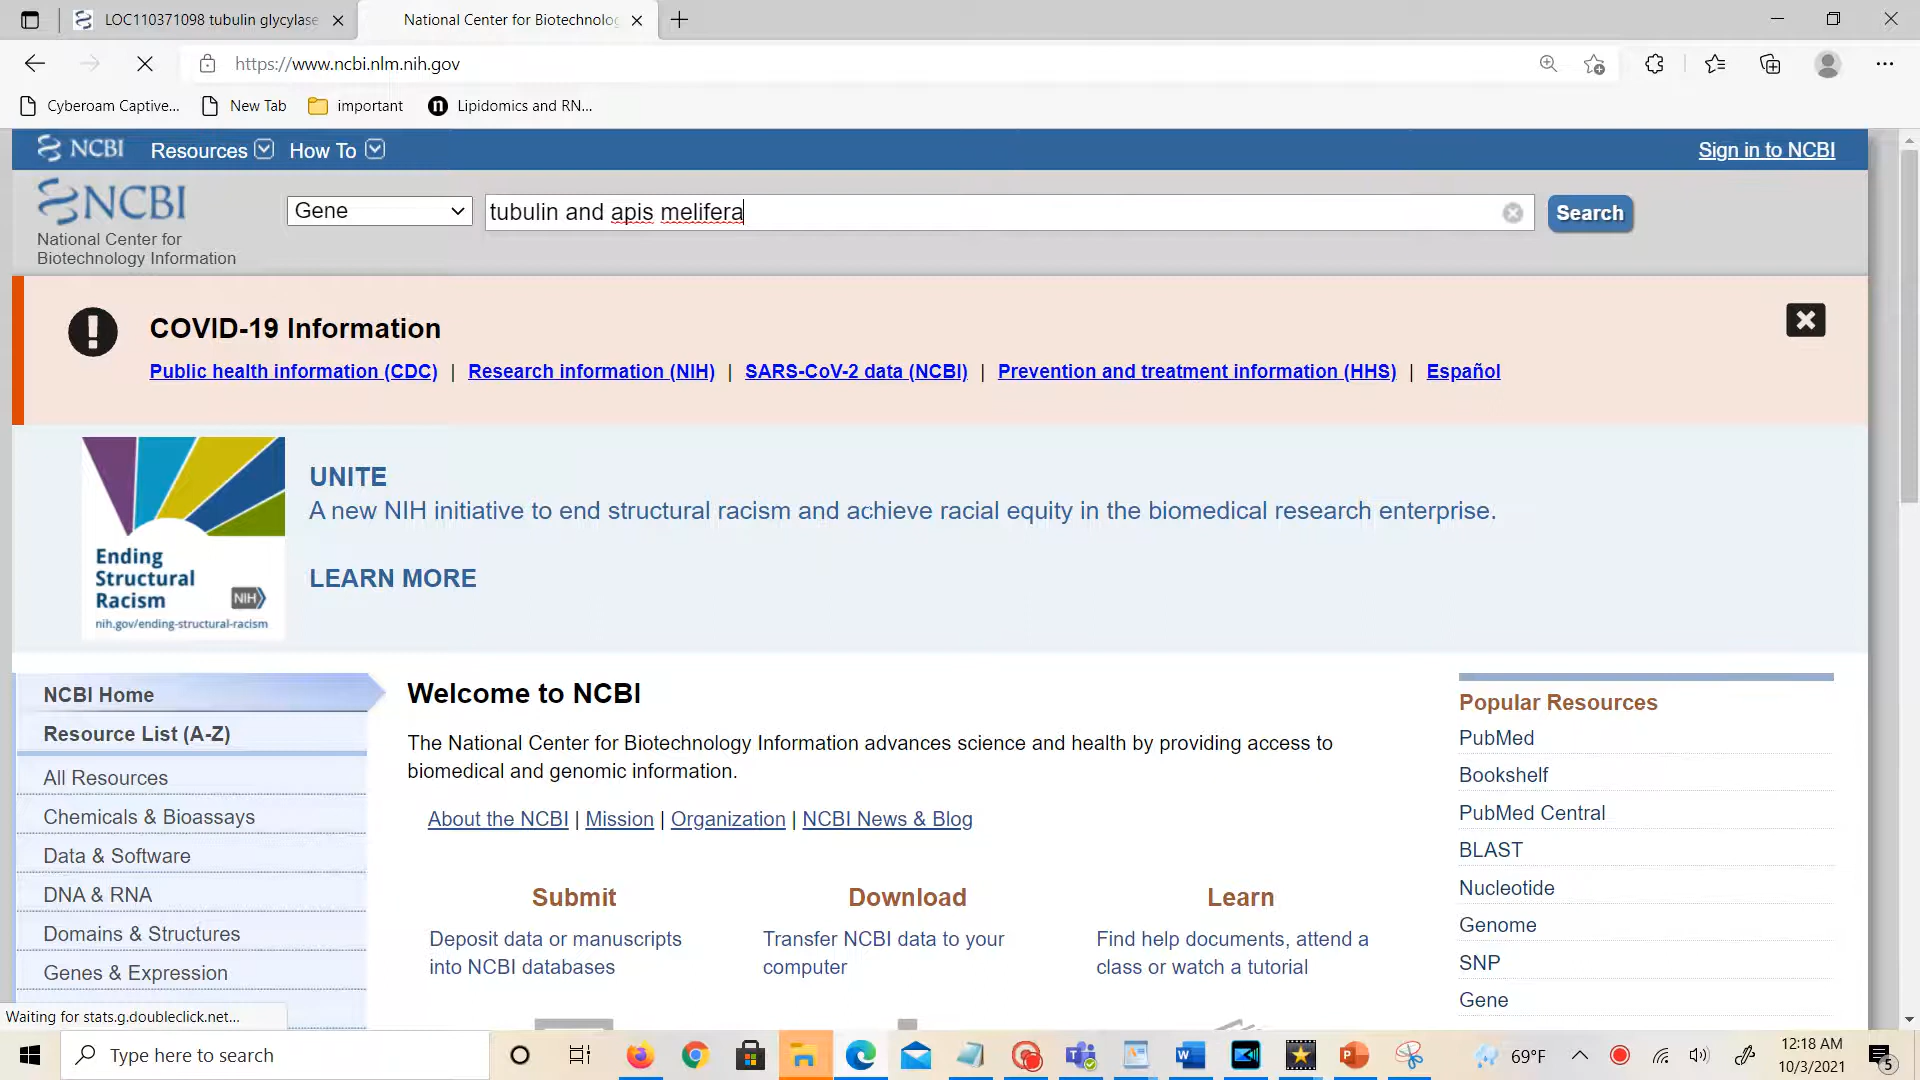 LOC110371098 tubulin glycylase
National Center for Biotechnolo
https://www.ncbi.nlm.nih.gov
Cyberoam Captive...
New Tab
important
n
Lipidomics and RN...
NCBI
Resources
How To
Sign in to NCBI
NCBI
National Center for
Biotechnology Information
Gene
tubulin and apis melifera
Search
COVID-19 Information
Public health information (CDC) | Research information (NIH) | SARS-CoV-2 data (NCBI) | Prevention and treatment information (HHS) | Español
Ending
Structural
Racism
NIH
nih.gov/ending-structural-racism
UNITE
A new NIH initiative to end structural racism and achieve racial equity in the biomedical research enterprise.
LEARN MORE
NCBI Home
Resource List (A-Z)
All Resources
Chemicals & Bioassays
Data & Software
DNA & RNA
Domains & Structures
Genes & Expression
Welcome to NCBI
The National Center for Biotechnology Information advances science and health by providing access to
biomedical and genomic information.
About the NCBI | Mission | Organization | NCBI News & Blog
Submit
Deposit data or manuscripts
into NCBI databases
Download
Transfer NCBI data to your
computer
Learn
Find help documents, attend a
class or watch a tutorial
Popular Resources
PubMed
Bookshelf
PubMed Central
BLAST
Nucleotide
Genome
SNP
Gene
Waiting for stats.g.doubleclick.net...
Type here to search
69°F
12:18 AM
10/3/2021
5